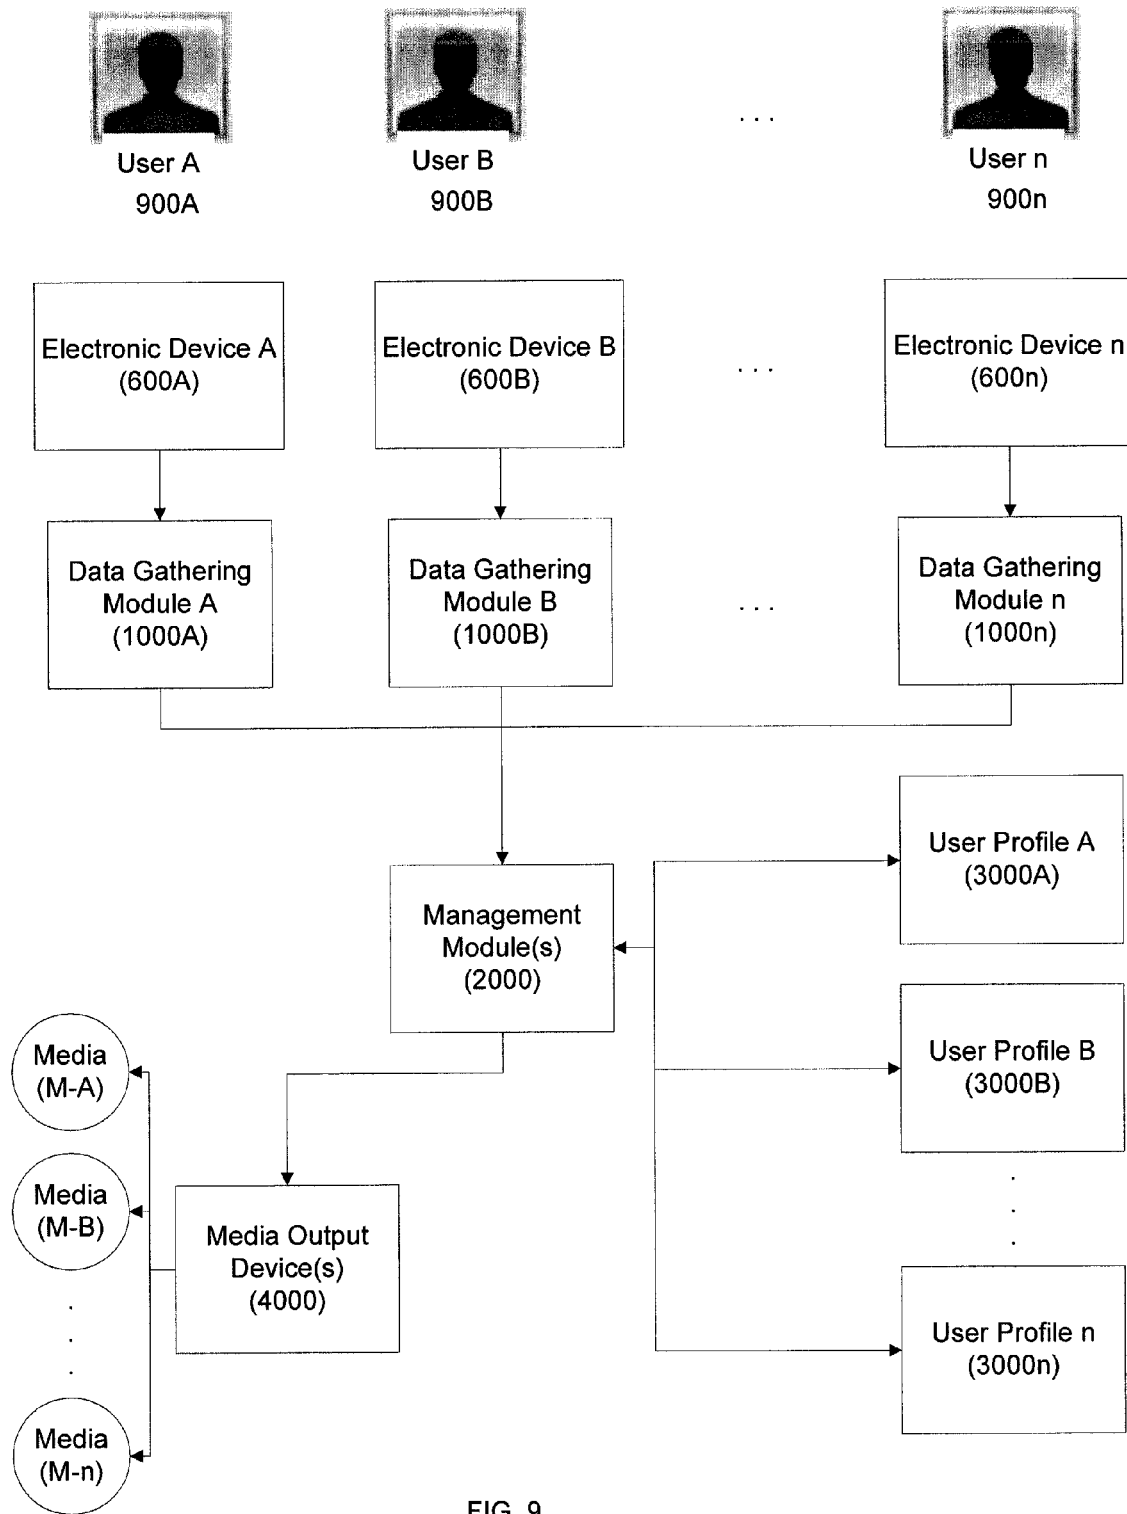 User A
900A
User B
900B
. . .
User n
900n
Electronic Device A
(600A)
Electronic Device B
(600B)
. . .
Electronic Device n
(600n)
Data Gathering
Module A
(1000A)
Data Gathering
Module B
(1000B)
. . .
Data Gathering
Module n
(1000n)
User Profile A
(3000A)
Management
Module(s)
(2000)
User Profile B
(3000B)
Media
(M-A)
Media
(M-B)
Media Output
Device(s)
(4000)
User Profile n
(3000n)
Media
(M-n)
FIG. 9